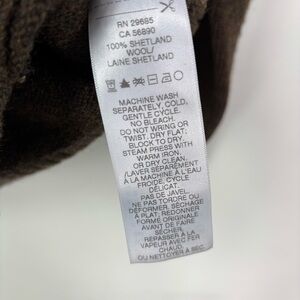 RN 29685
CA 56890
100% SHETLAND
WOOL/
LAINE SHETLAND
MACHINE WASH
SEPARATELY, COLD,
GENTLE CYCLE.
NO BLEACH.
DO NOT WRING OR
TWIST. DRY FLAT;
BLOCK TO DRY.
STEAM PRESS WITH
WARM IRON.
OR DRY CLEAN.
/LAVER SÉPARÉMENT
À LA MACHINE À L'EAU
FROIDE, CYCLE
DÉLICAT.
PAS DE JAVEL.
NE PAS TORDRE OU
DÉFORMER. SÉCHAGE
À PLAT; REDONNER
FORME ORIGINALE
AVANT DE FAIRE
SÉCHER.
REPASSER À LA
VAPEUR AVEC FER
CHAUD.
OU NETTOYER À SEC.